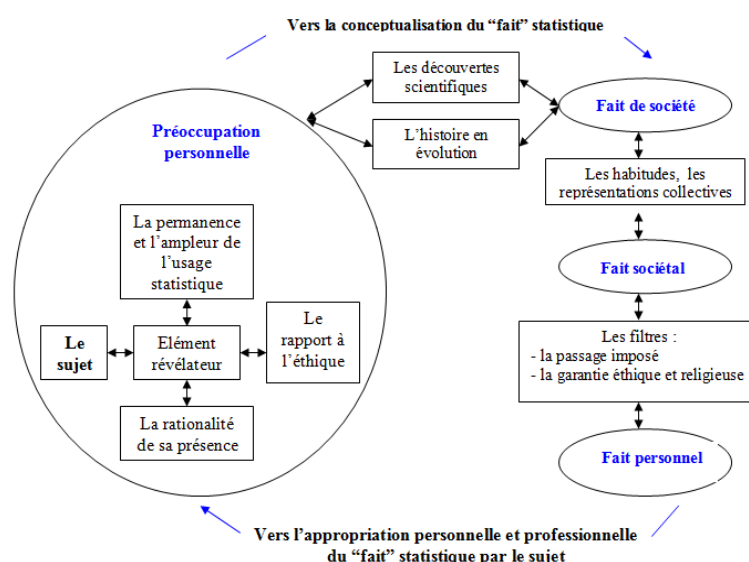 Vers la conceptualisation du “fait” statistique
Préoccupation
personnelle
Les découvertes
scientifiques
L’histoire en
évolution
Fait de société
Les habitudes, les
représentations collectives
Fait sociétal
Les filtres :
- la passage imposé
- la garantie éthique et religieuse
Fait personnel
La permanence
et l’ampleur de
l’usage
statistique
Le
sujet
Elément
révélateur
Le
rapport à
l’éthique
La rationalité
de sa présence
Vers l’appropriation personnelle et professionnelle
du “fait” statistique par le sujet